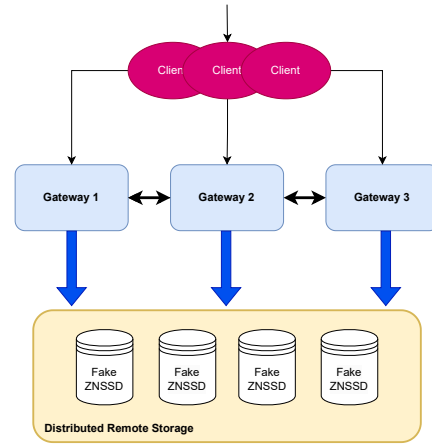 Client Client Client
Gateway 1 Gateway 2 Gateway 3
Fake Fake Fake Fake
ZNSSD ZNSSD ZNSSD ZNSSD
Distributed Remote Storage